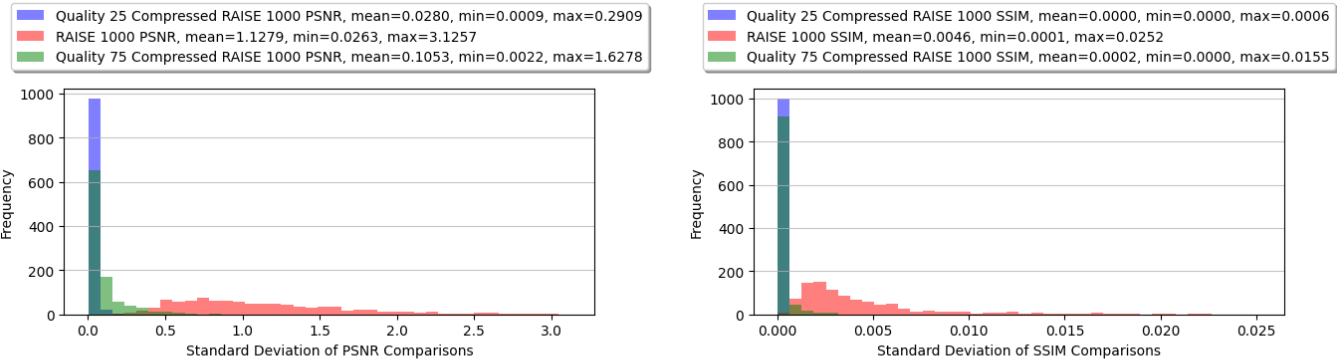 Quality 25 Compressed RAISE 1000 PSNR, mean=0.0280, min=0.0009, max=0.2909
RAISE 1000 PSNR, mean=1.1279, min=0.0263, max=3.1257
Quality 75 Compressed RAISE 1000 PSNR, mean=0.1053, min=0.0022, max=1.6278
1000
800
600
400
200
0
Frequency
0.0 0.5 1.0 1.5 2.0 2.5 3.0
Standard Deviation of PSNR Comparisons
Quality 25 Compressed RAISE 1000 SSIM, mean=0.0000, min=0.0000, max=0.0006
RAISE 1000 SSIM, mean=0.0046, min=0.0001, max=0.0252
Quality 75 Compressed RAISE 1000 SSIM, mean=0.0002, min=0.0000, max=0.0155
1000
800
600
400
200
0
Frequency
0.000 0.005 0.010 0.015 0.020 0.025
Standard Deviation of SSIM Comparisons